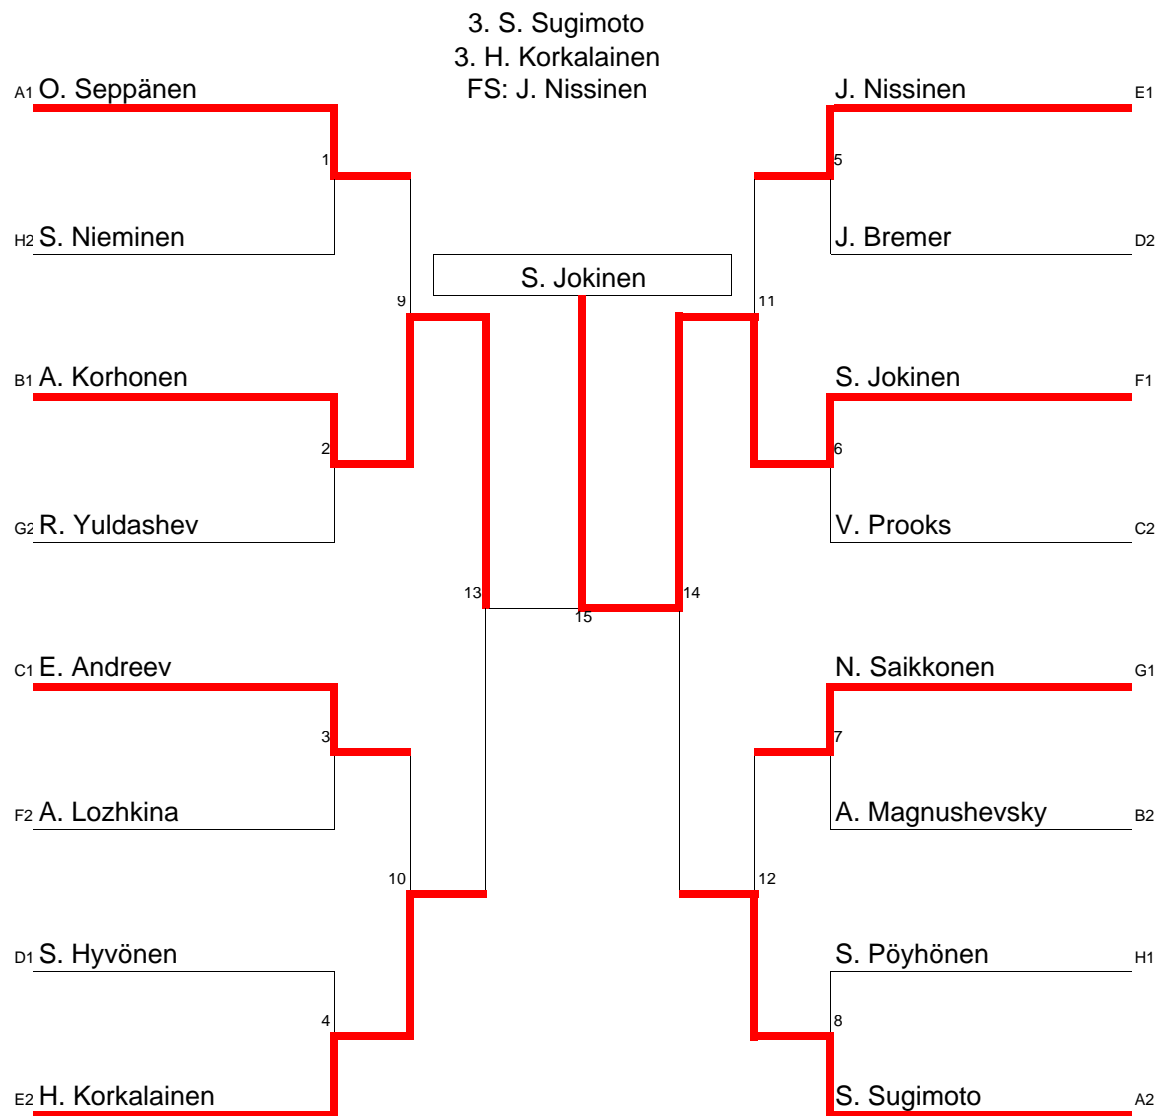 3. S. Sugimoto
3. H. Korkalainen
FS: J. Nissinen
A1 O. Seppänen
J. Nissinen E1
1
5
H2 S. Nieminen
J. Bremer D2
S. Jokinen
9
11
B1 A. Korhonen
S. Jokinen F1
2
6
G2 R. Yuldashev
V. Prooks C2
13
14
15
C1 E. Andreev
N. Saikkonen G1
3
7
F2 A. Lozhkina
A. Magnushevsky B2
10
12
D1 S. Hyvönen
S. Pöyhönen H1
4
8
E2 H. Korkalainen
S. Sugimoto A2